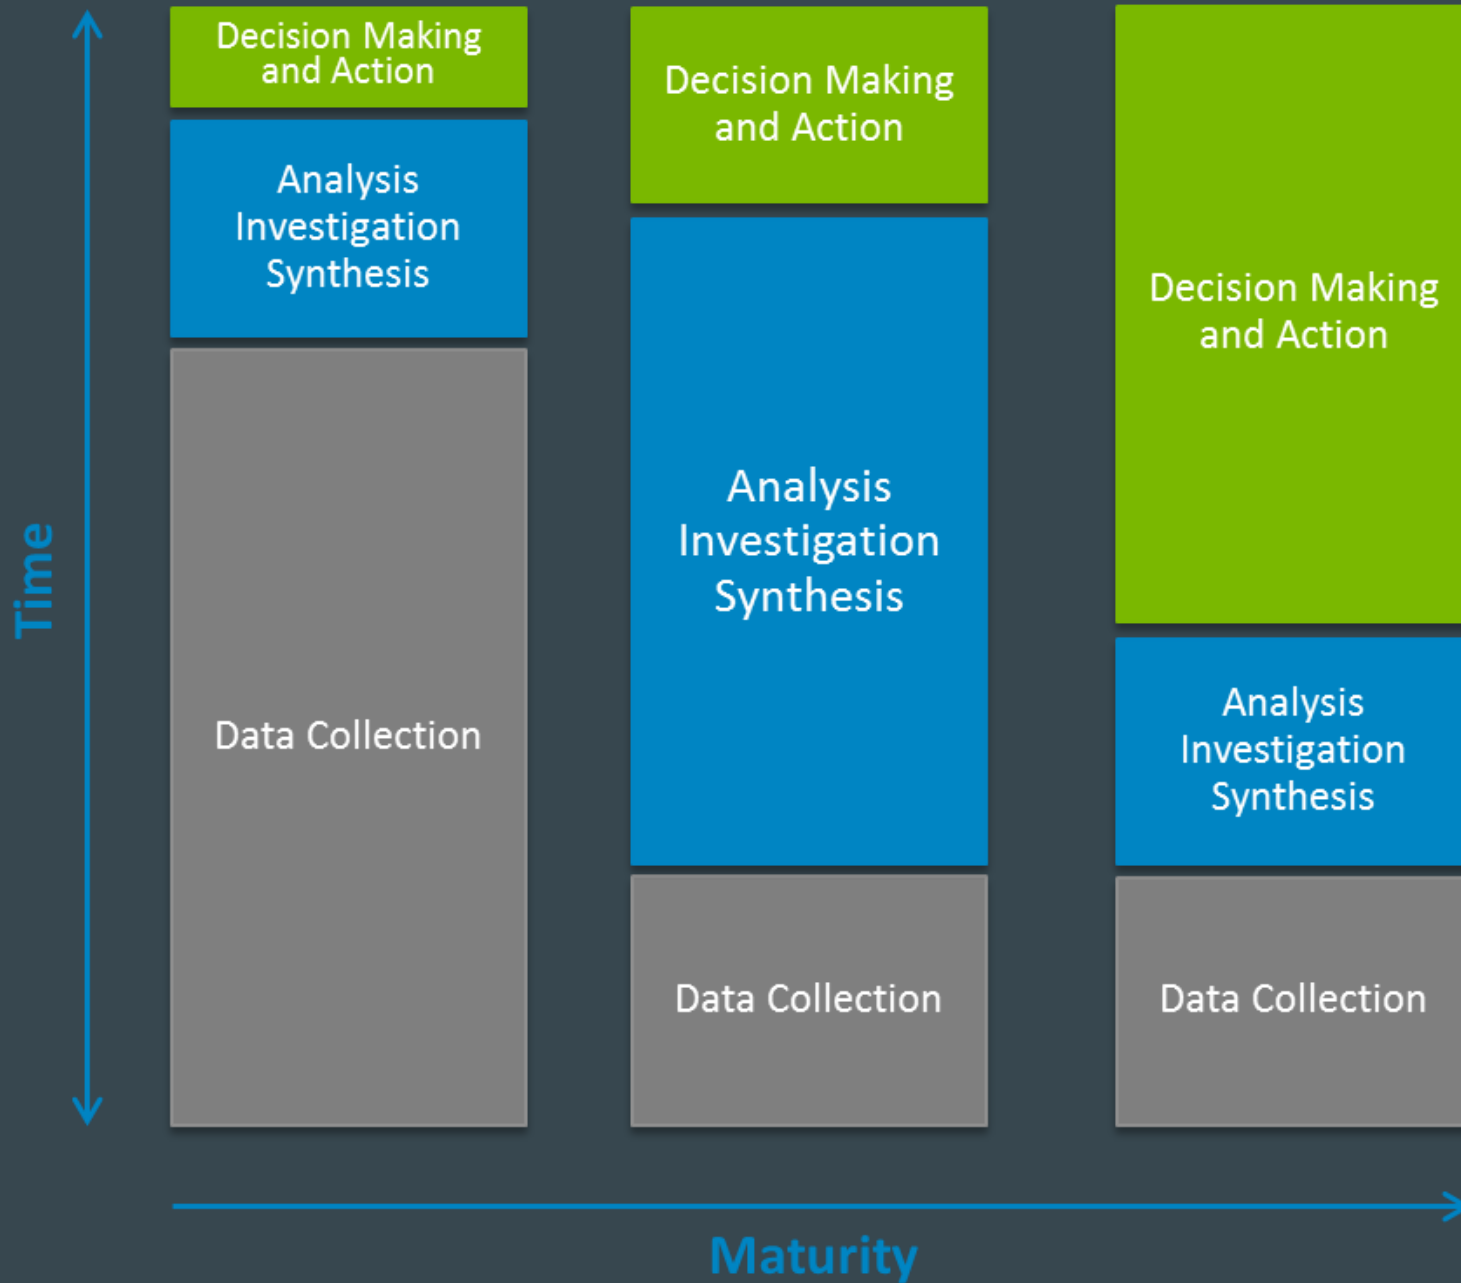 Time
Decision Making
and Action
Analysis
Investigation
Synthesis
Data Collection
Decision Making
and Action
Analysis
Investigation
Synthesis
Data Collection
Decision Making
and Action
Analysis
Investigation
Synthesis
Data Collection
Maturity